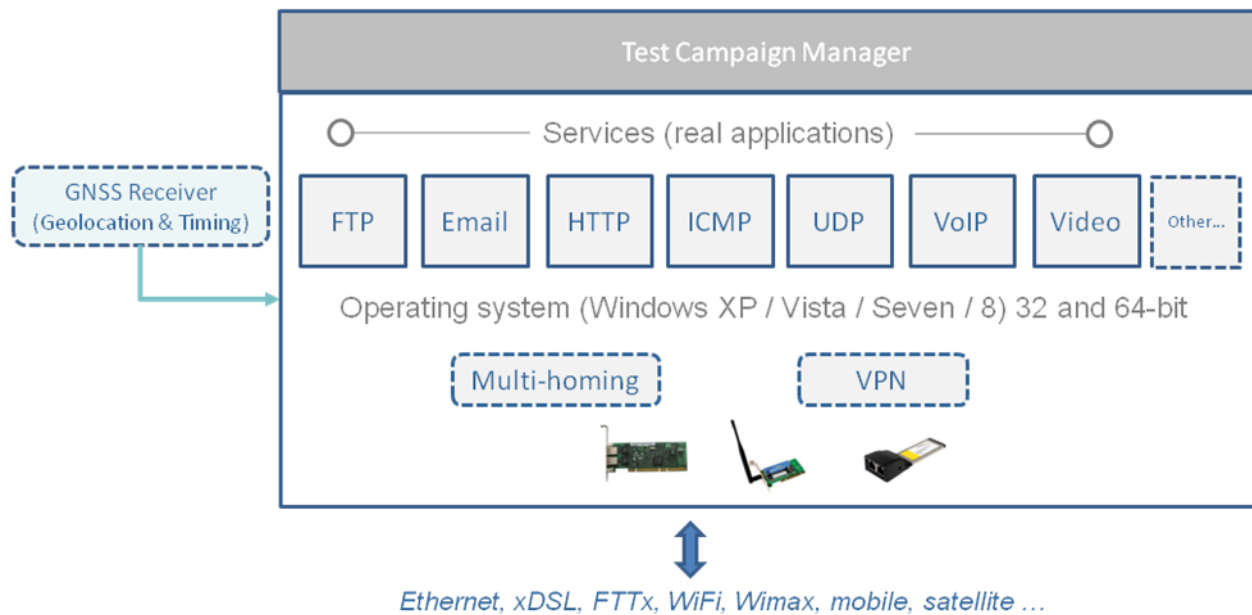 Test Campaign Manager
Services (real applications)
GNSS Receiver
(Geolocation & Timing)
FTP
Email
HTTP
ICMP
UDP
VoIP
Video
Other...
Operating system (Windows XP / Vista / Seven / 8) 32 and 64-bit
Multi-homing
VPN
Ethernet, xDSL, FTTx, WiFi, Wimax, mobile, satellite ...